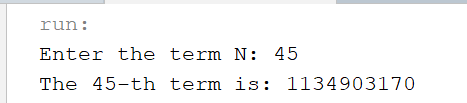 run:
Enter the term N: 45
The 45-th term is: 1134903170